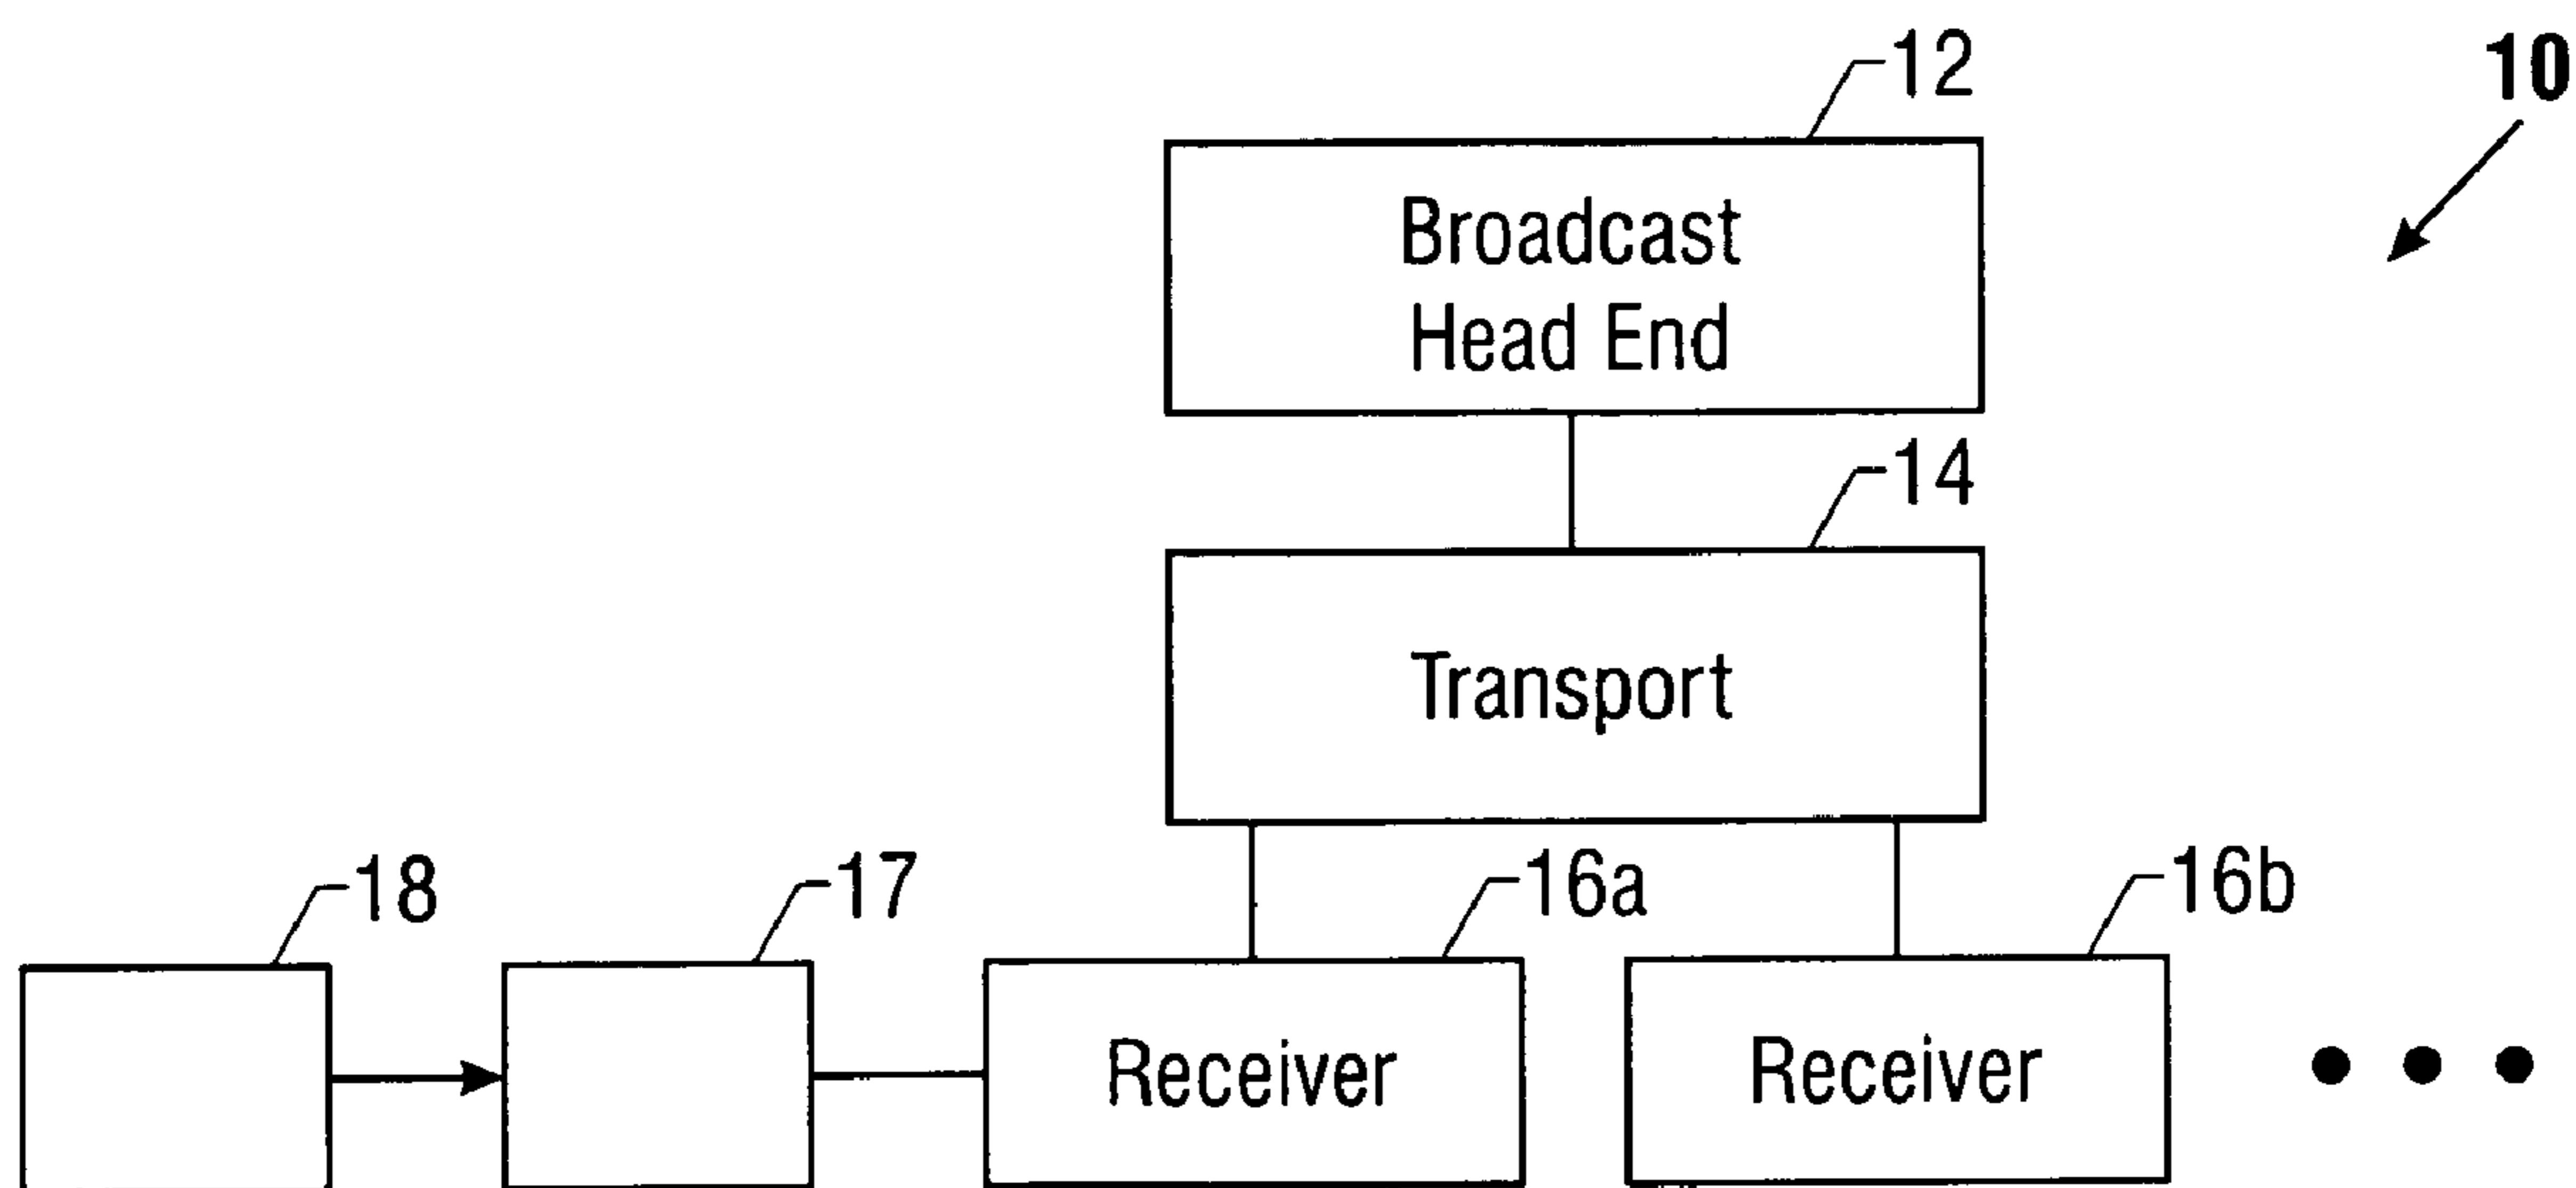 12
10
Broadcast
Head End
14
Transport
18
17
16a
16b
Receiver
Receiver